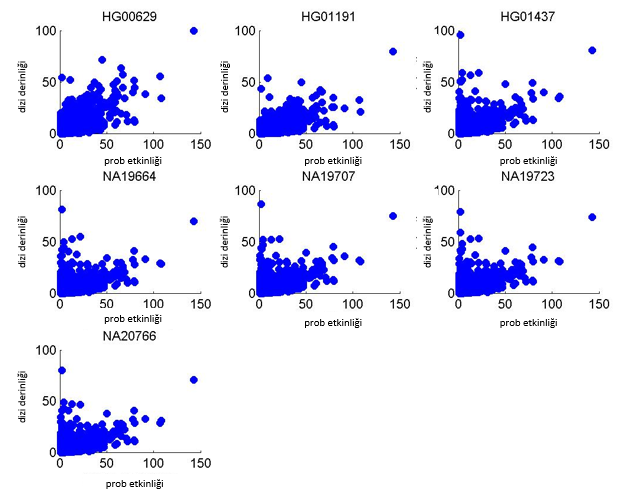 HG00629 HG01191 HG01437
100 100 100
dizi derinliği dizi derinliği dizi derinliği
50 50 50
0 0 0
0 50 100 150 0 50 100 150 0 50 100 150
prob etkinliği prob etkinliği prob etkinliği
NA19664 NA19707 NA19723
100 100 100
dizi derinliği dizi derinliği dizi derinliği
50 50 50
0 0 0
0 50 100 150 0 50 100 150 0 50 100 150
prob etkinliği prob etkinliği prob etkinliği
NA20766
100
dizi derinliği
50
0
0 50 100 150
prob etkinliği